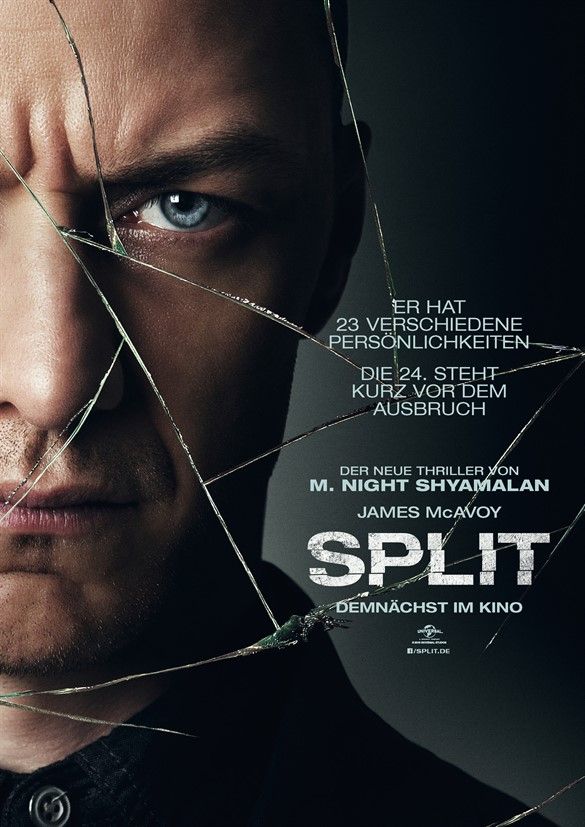 ER HAT
23 VERSCHIEDENE
PERSÖNLICHKEITEN
DIE 24. STEHT
KURZ VOR DEM
AUSBRUCH
DER NEUE THRILLER VON
M. NIGHT SHYAMALAN
JAMES McAVOY
SPLIT
DEMNÄCHST IM KINO
UNIVERSAL
/SPLIT.DE